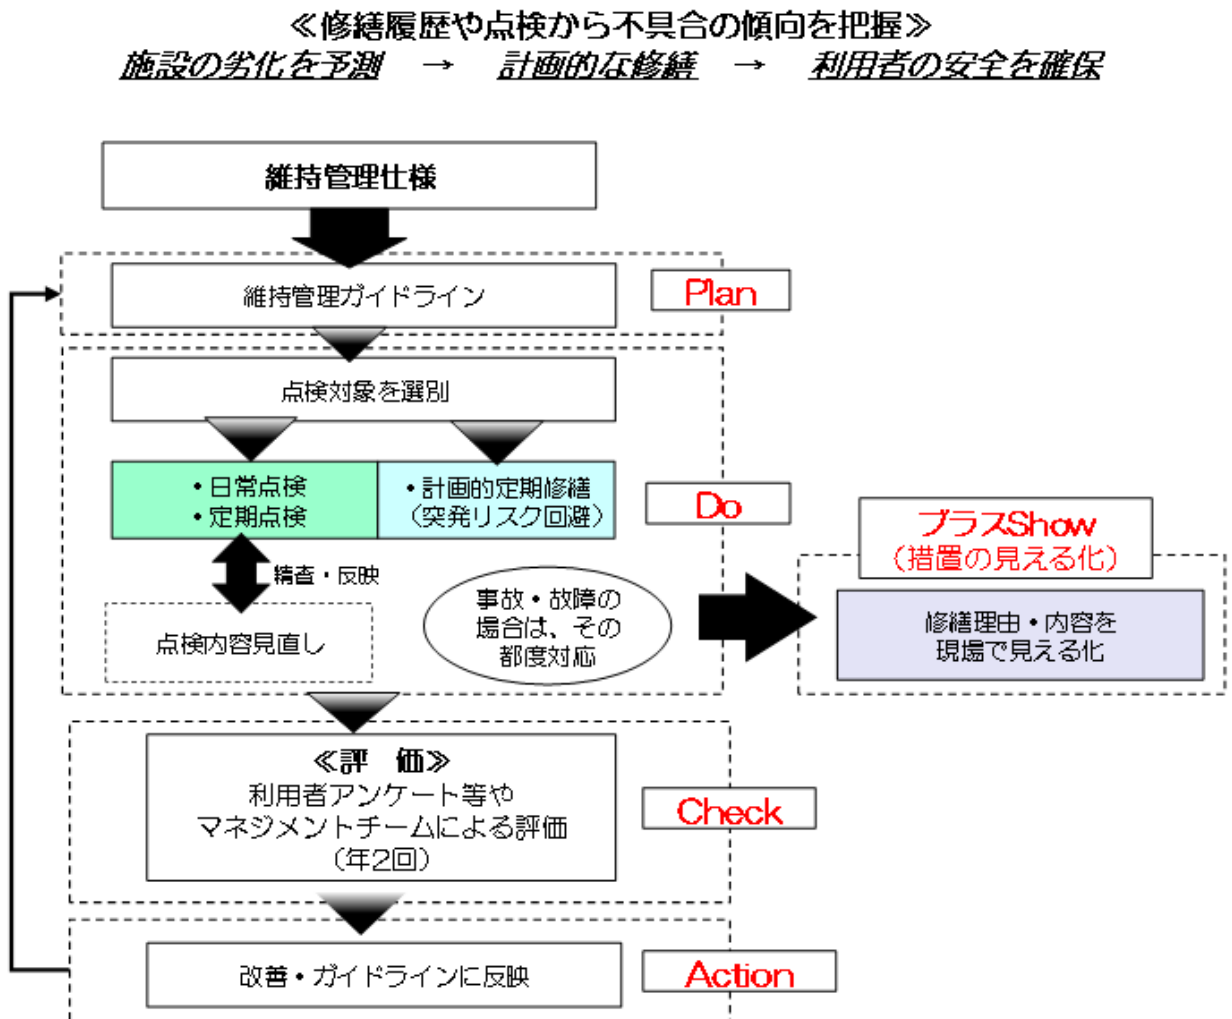 ≪修繕履歴や点検から不具合の傾向を把握≫
施設の劣化を予測 → 計画的な修繕 → 利用者の安全を確保
維持管理仕様
維持管理ガイドライン
Plan
点検対象を選別
・日常点検
・定期点検
・計画的定期修繕
（突発リスク回避）
Do
プラスShow
（措置の見える化）
精査・反映
点検内容見直し
事故・故障の
場合は、その
都度対応
修繕理由・内容を
現場で見える化
≪評　価≫
利用者アンケート等や
マネジメントチームによる評価
（年2回）
Check
改善・ガイドラインに反映
Action